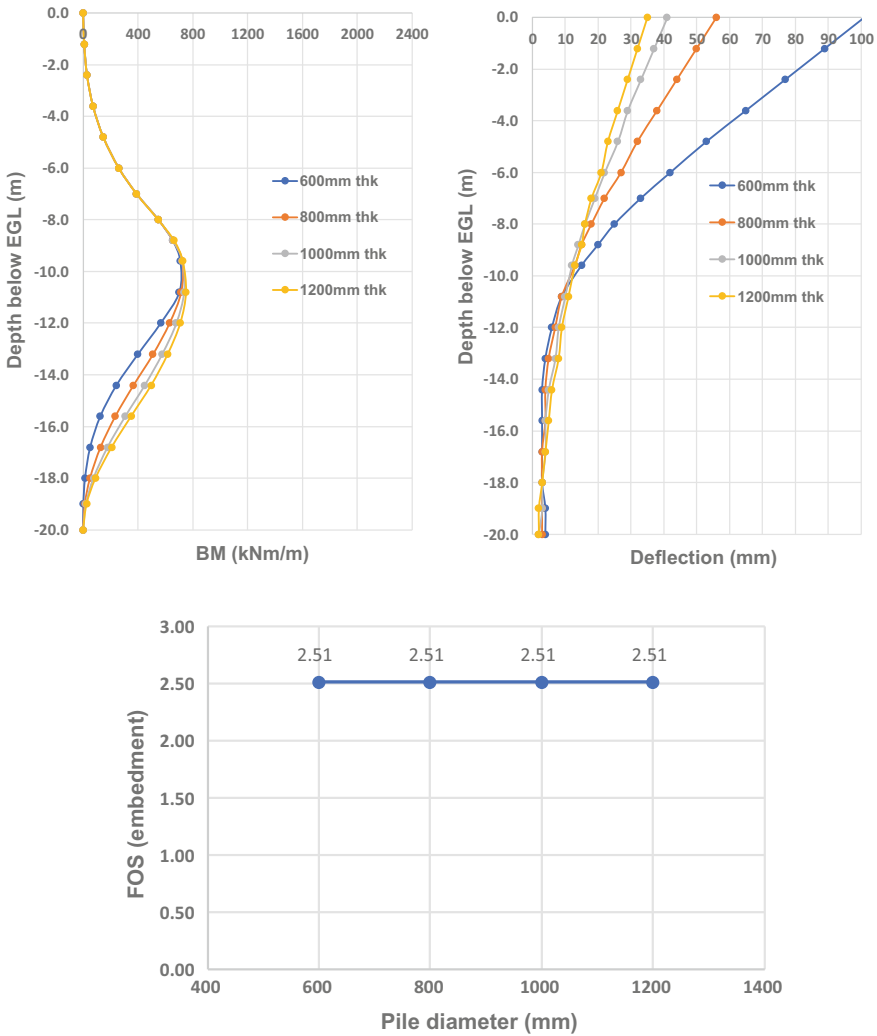 0 400 800 1200 1600 2000 2400
0.0
-2.0
-4.0
-6.0
-8.0
-10.0
-12.0
-14.0
-16.0
-18.0
-20.0
Depth below EGL (m)
600mm thk
800mm thk
1000mm thk
1200mm thk
BM (kNm/m)
0 10 20 30 40 50 60 70 80 90 100
0.0
-2.0
-4.0
-6.0
-8.0
-10.0
-12.0
-14.0
-16.0
-18.0
-20.0
Depth below EGL (m)
600mm thk
800mm thk
1000mm thk
1200mm thk
Deflection (mm)
3.00
2.50
2.00
1.50
1.00
0.50
0.00
FOS (embedment)
2.51 2.51 2.51 2.51
400 600 800 1000 1200 1400
Pile diameter (mm)